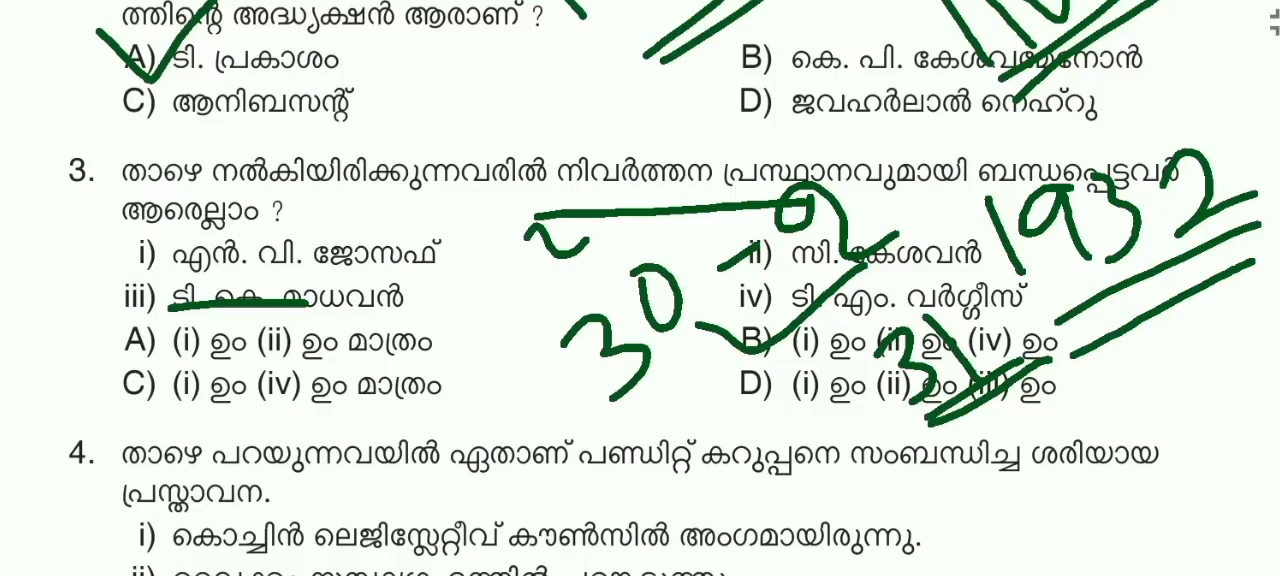 ത്തിന്റെ അദ്ധ്യക്ഷൻ ആരാണ് ?
A) ടി. പ്രകാശം
B) കെ. പി. കേശവമേനോൻ
C) ആനിബസന്റ്
D) ജവഹർലാൽ നെഹ്റു
3. താഴെ നൽകിയിരിക്കുന്നവരിൽ നിവർത്തന പ്രസ്ഥാനവുമായി ബന്ധപ്പെട്ടവർ
ആരെല്ലാം ?
1932
i) എൻ. വി. ജോസഫ്
ii) സി. കേശവൻ
iii) ടി. കെ. മാധവൻ
iv) ടി. എം. വർഗ്ഗീസ്
30
31
A) (i) ഉം (ii) ഉം മാത്രം
B) (i) ഉം (ii) ഉം (iv) ഉം
C) (i) ഉം (iv) ഉം മാത്രം
D) (i) ഉം (ii) ഉം (iii) ഉം
4. താഴെ പറയുന്നവയിൽ ഏതാണ് പണ്ഡിറ്റ് കറുപ്പനെ സംബന്ധിച്ച ശരിയായ
പ്രസ്താവന.
i) കൊച്ചിൻ ലെജിസ്ലേറ്റീവ് കൗൺസിൽ അംഗമായിരുന്നു.
ii)